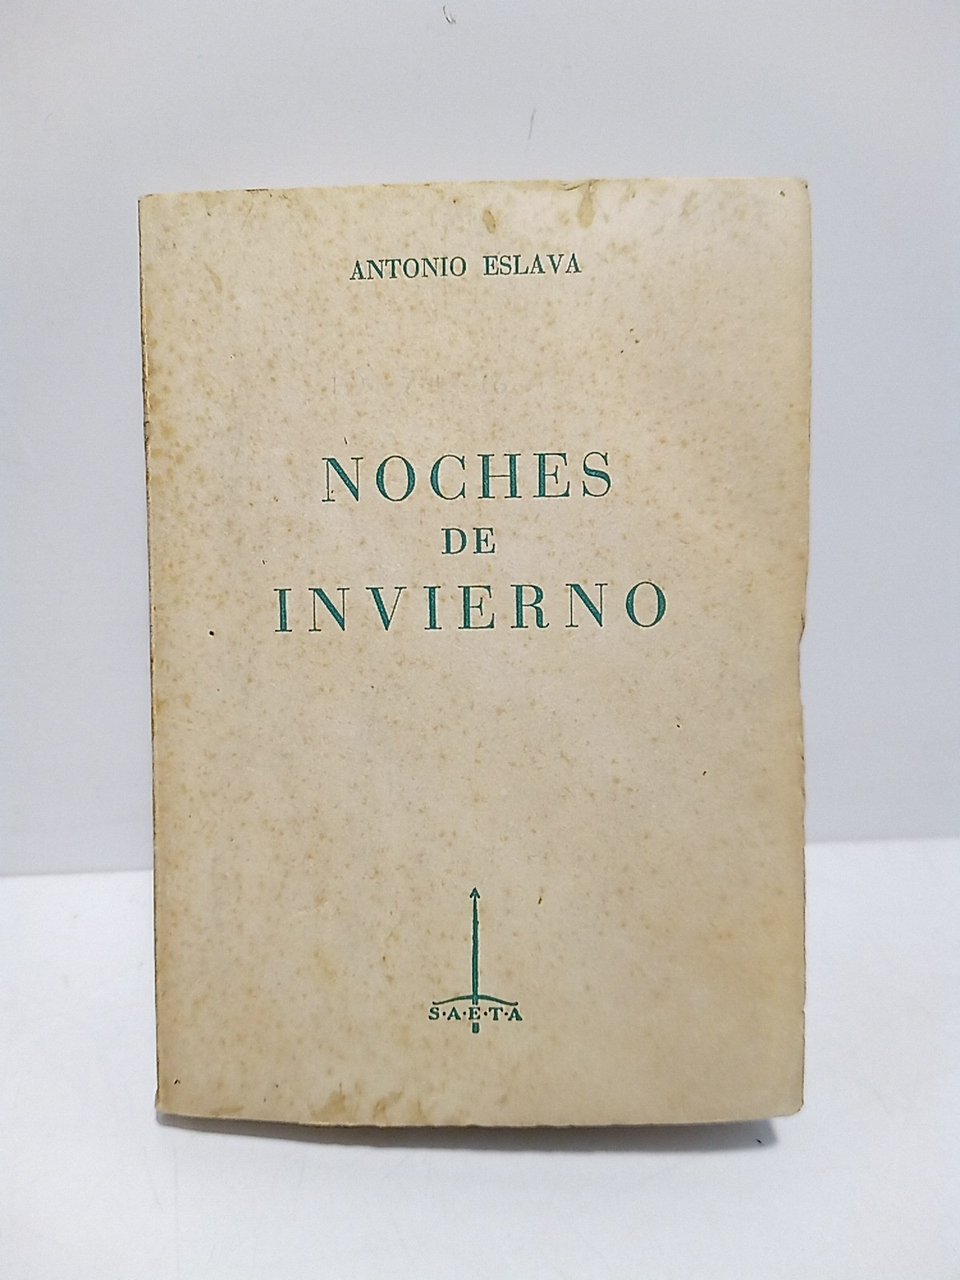 ANTONIO ESLAVA
NOCHES
DE
INVIERNO
S·A·E·T·A